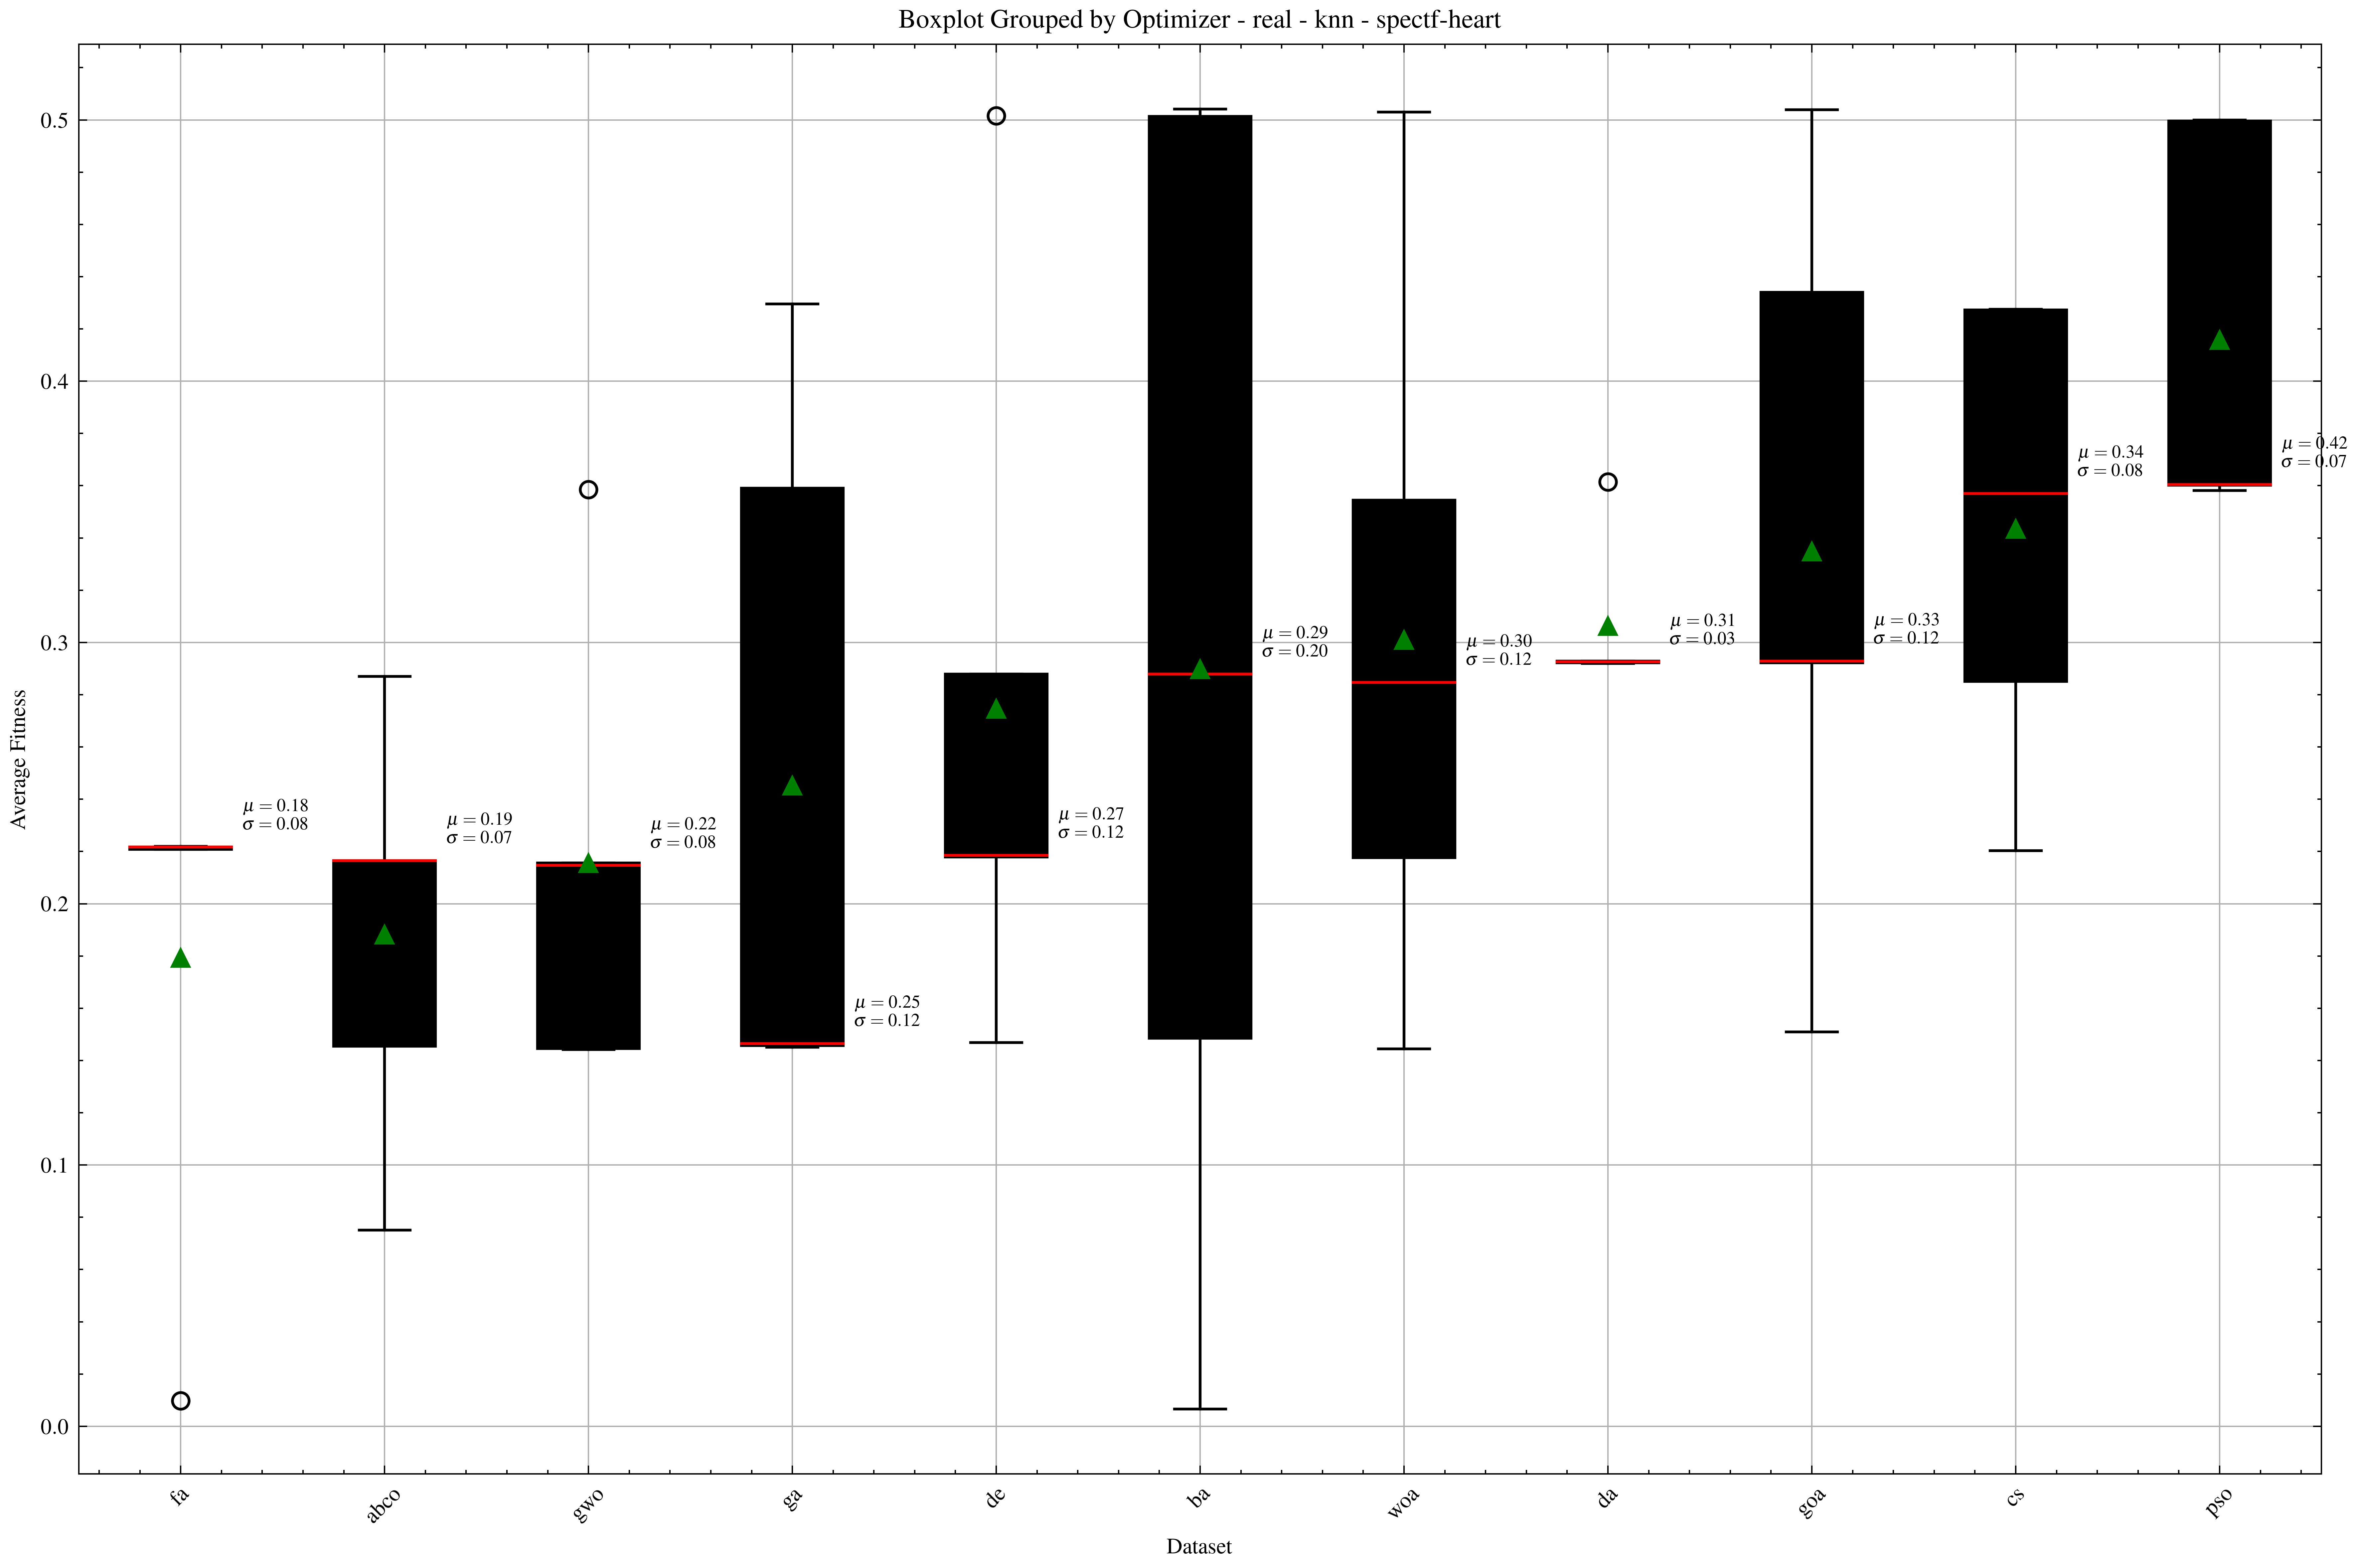 Boxplot Grouped by Optimizer - real - knn - spectf-heart
Average Fitness
0.5
0.4
0.3
0.2
0.1
0.0
μ = 0.18
σ = 0.08
μ = 0.19
σ = 0.07
μ = 0.22
σ = 0.08
μ = 0.25
σ = 0.12
μ = 0.27
σ = 0.12
μ = 0.29
σ = 0.20
μ = 0.30
σ = 0.12
μ = 0.31
σ = 0.03
μ = 0.33
σ = 0.12
μ = 0.34
σ = 0.08
μ = 0.42
σ = 0.07
fa
abco
gwo
ga
de
ba
woa
da
goa
cs
pso
Dataset